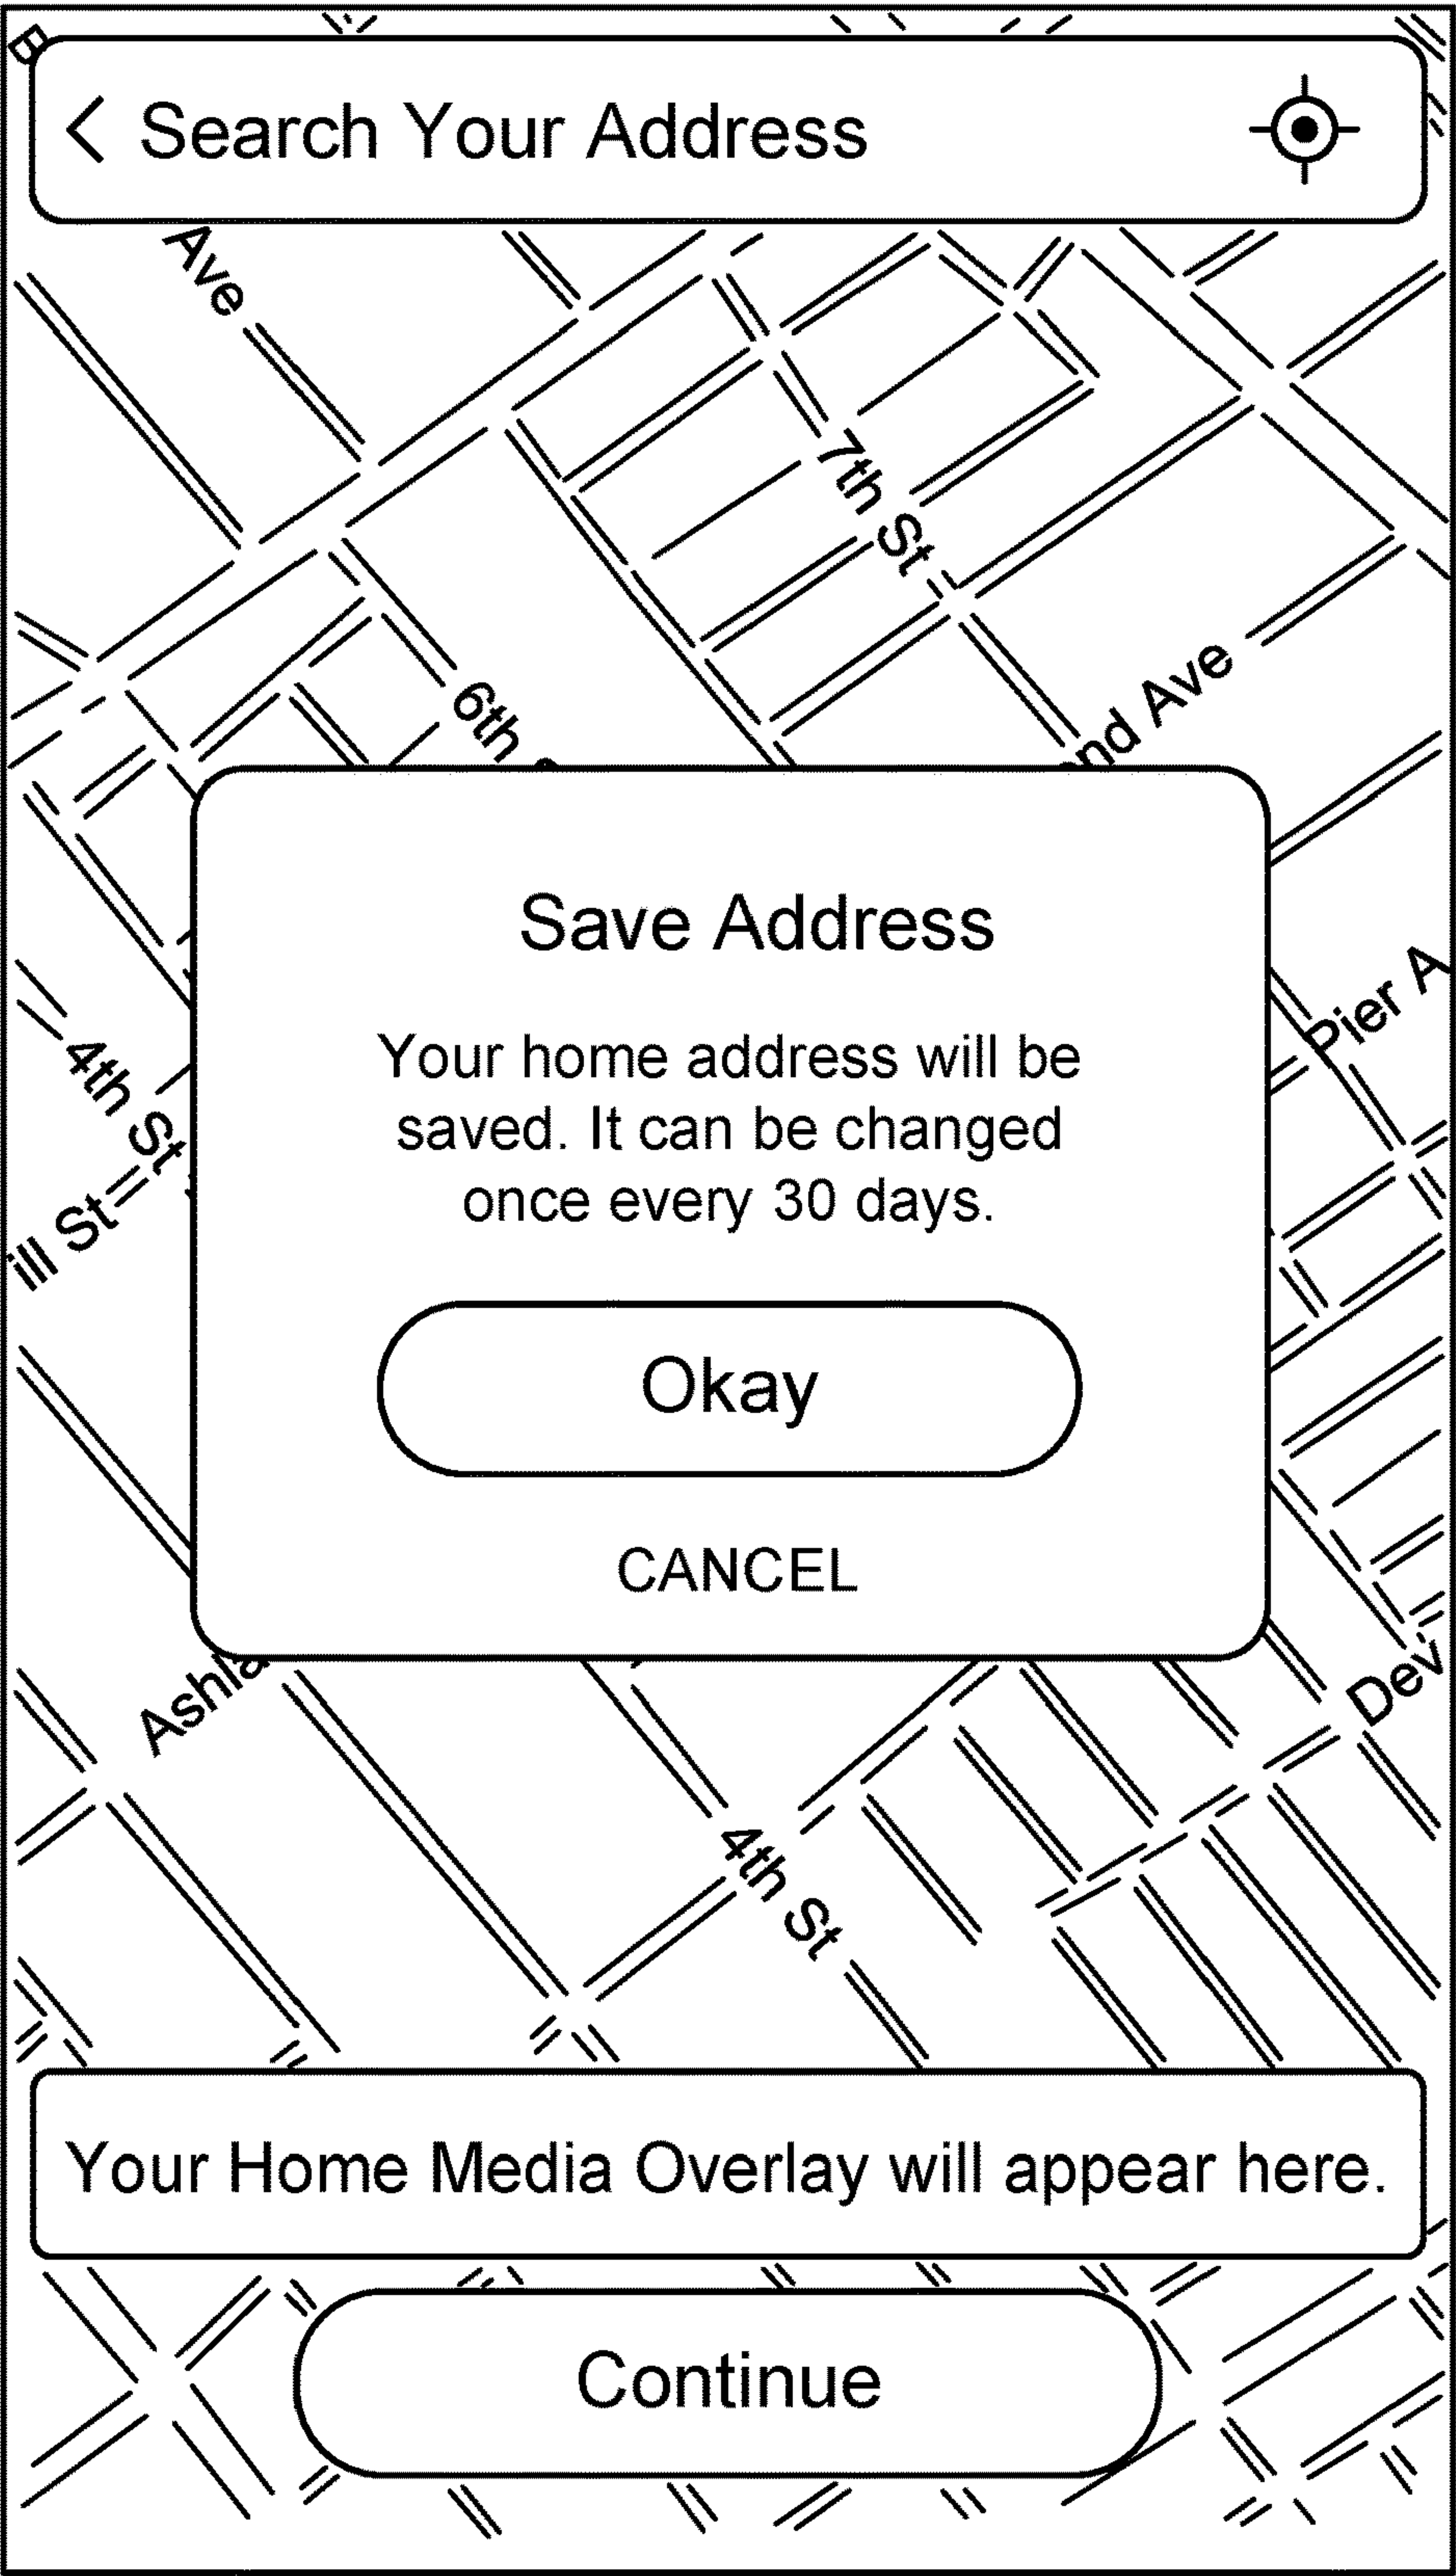 B
Search Your Address
Ave
7th St
6th
nd Ave
Save Address
Pier A
Your home address will be
saved. It can be changed
once every 30 days.
4th St
ill St
Okay
CANCEL
Ashla
Dev
4th St
Your Home Media Overlay will appear here.
Continue